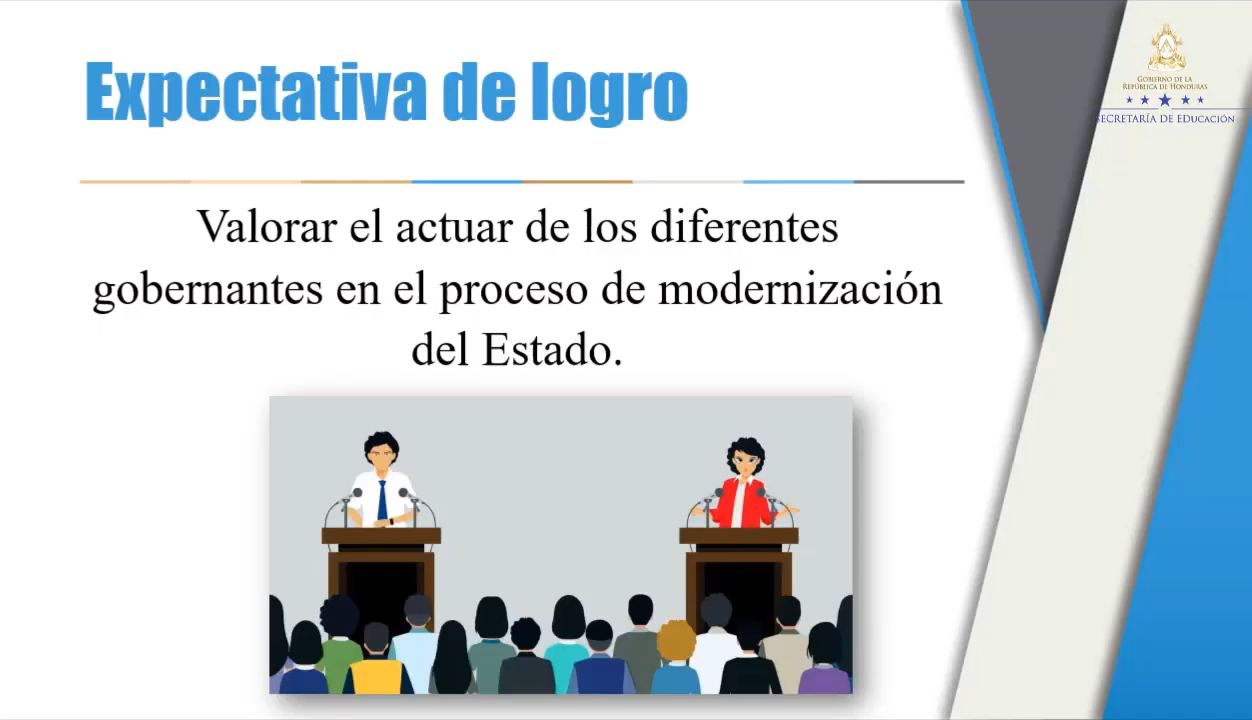 Expectativa de logro
GOBIERNO DE LA
REPÚBLICA DE HONDURAS
SECRETARÍA DE EDUCACIÓN
Valorar el actuar de los diferentes
gobernantes en el proceso de modernización
del Estado.